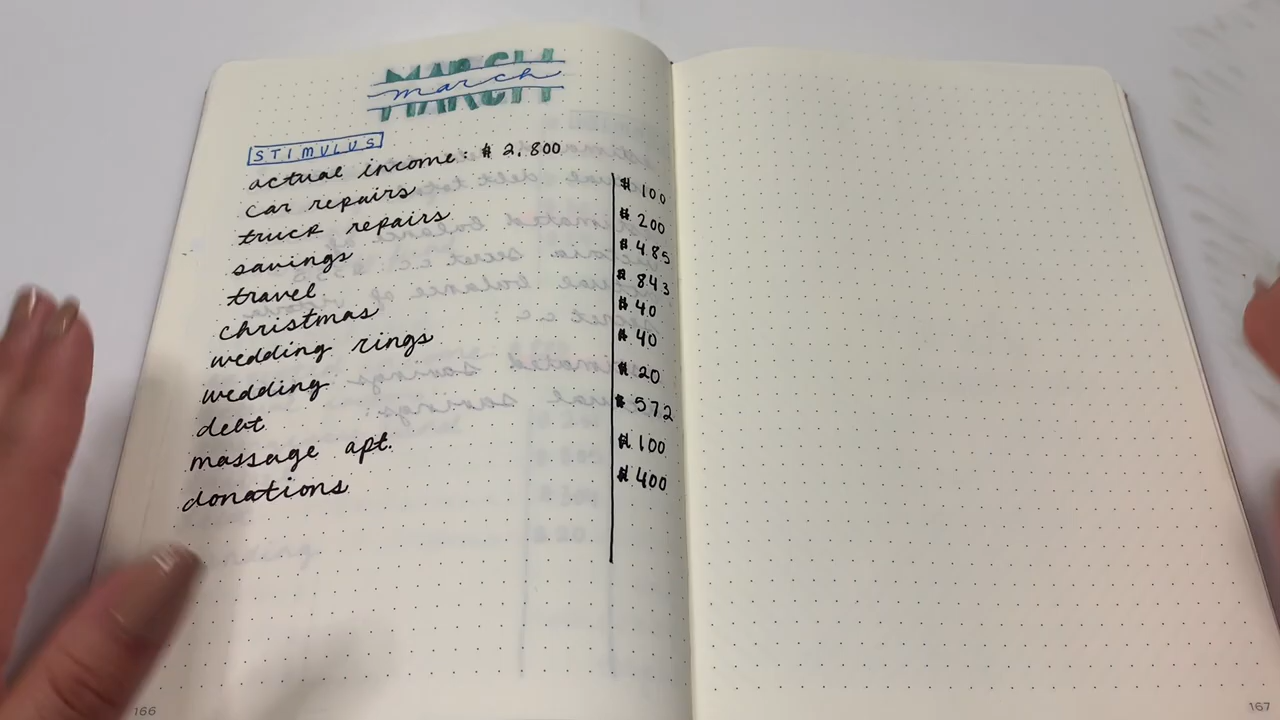 MARCH
march
STIMULUS
actual income: $ 2,800
car repairs $ 100
truck repairs $ 200
savings $ 485
travel $ 843
christmas $ 40
wedding rings $ 40
wedding $ 20
debt $ 572
massage apt. $ 100
donations $ 400
166
167